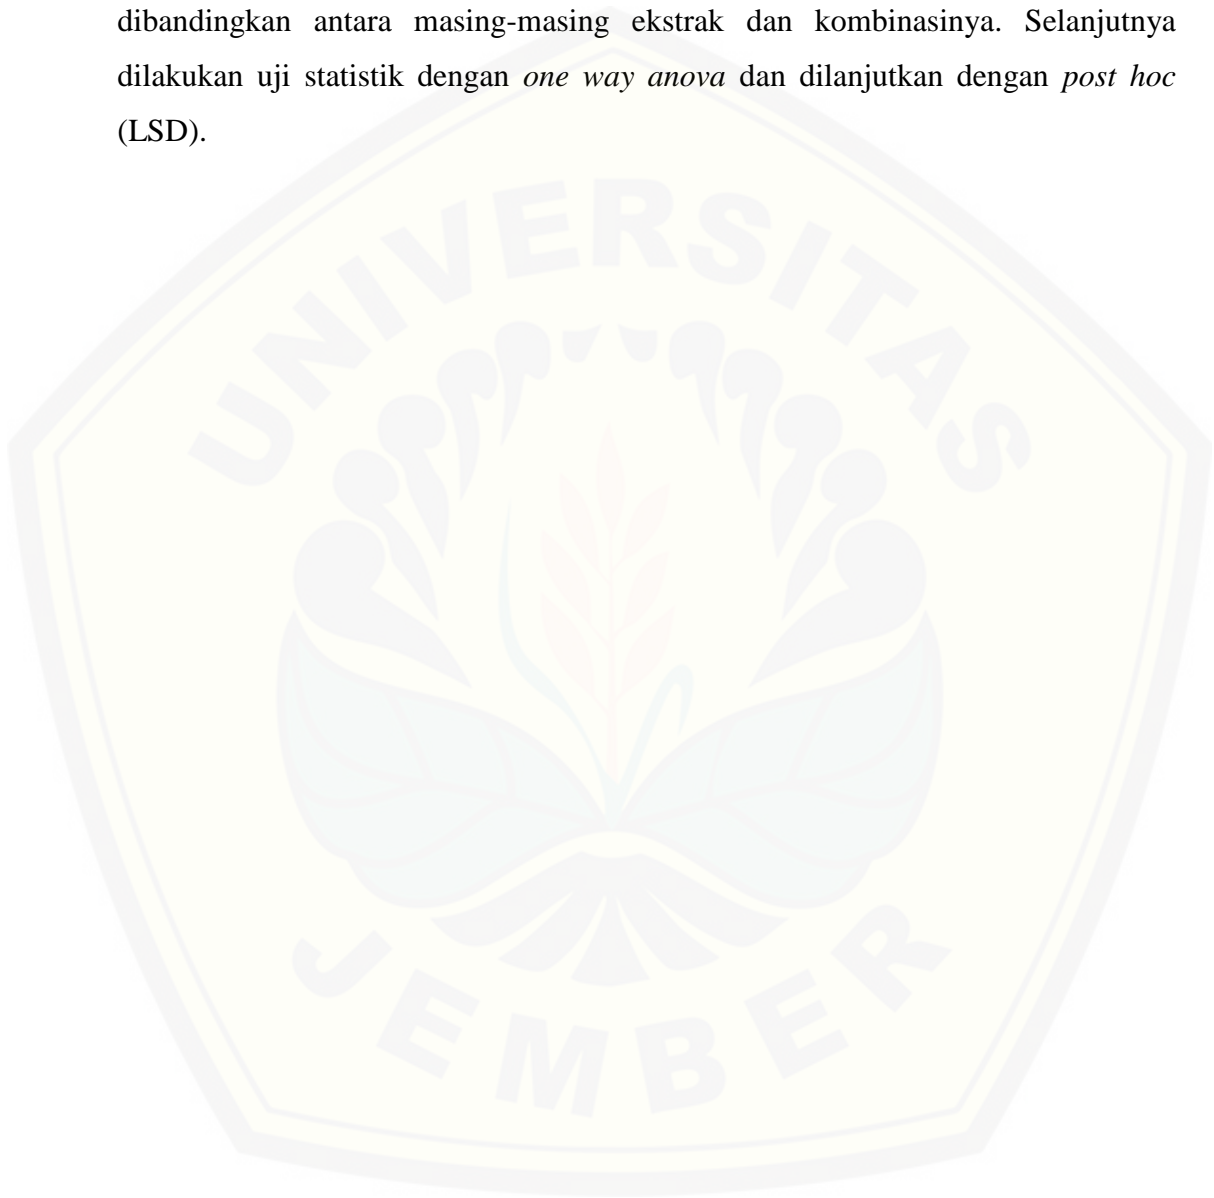 dibandingkan antara masing-masing ekstrak dan kombinasinya. Selanjutnya
dilakukan uji statistik dengan one way anova dan dilanjutkan dengan post hoc
(LSD).
UNIVERSITAS
JEMBER